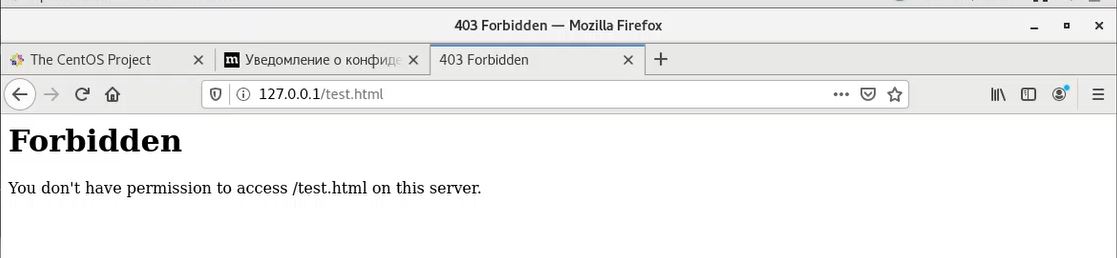 403 Forbidden — Mozilla Firefox
The CentOS Project
m Уведомление о конфиде
403 Forbidden
127.0.0.1/test.html
Forbidden
You don't have permission to access /test.html on this server.